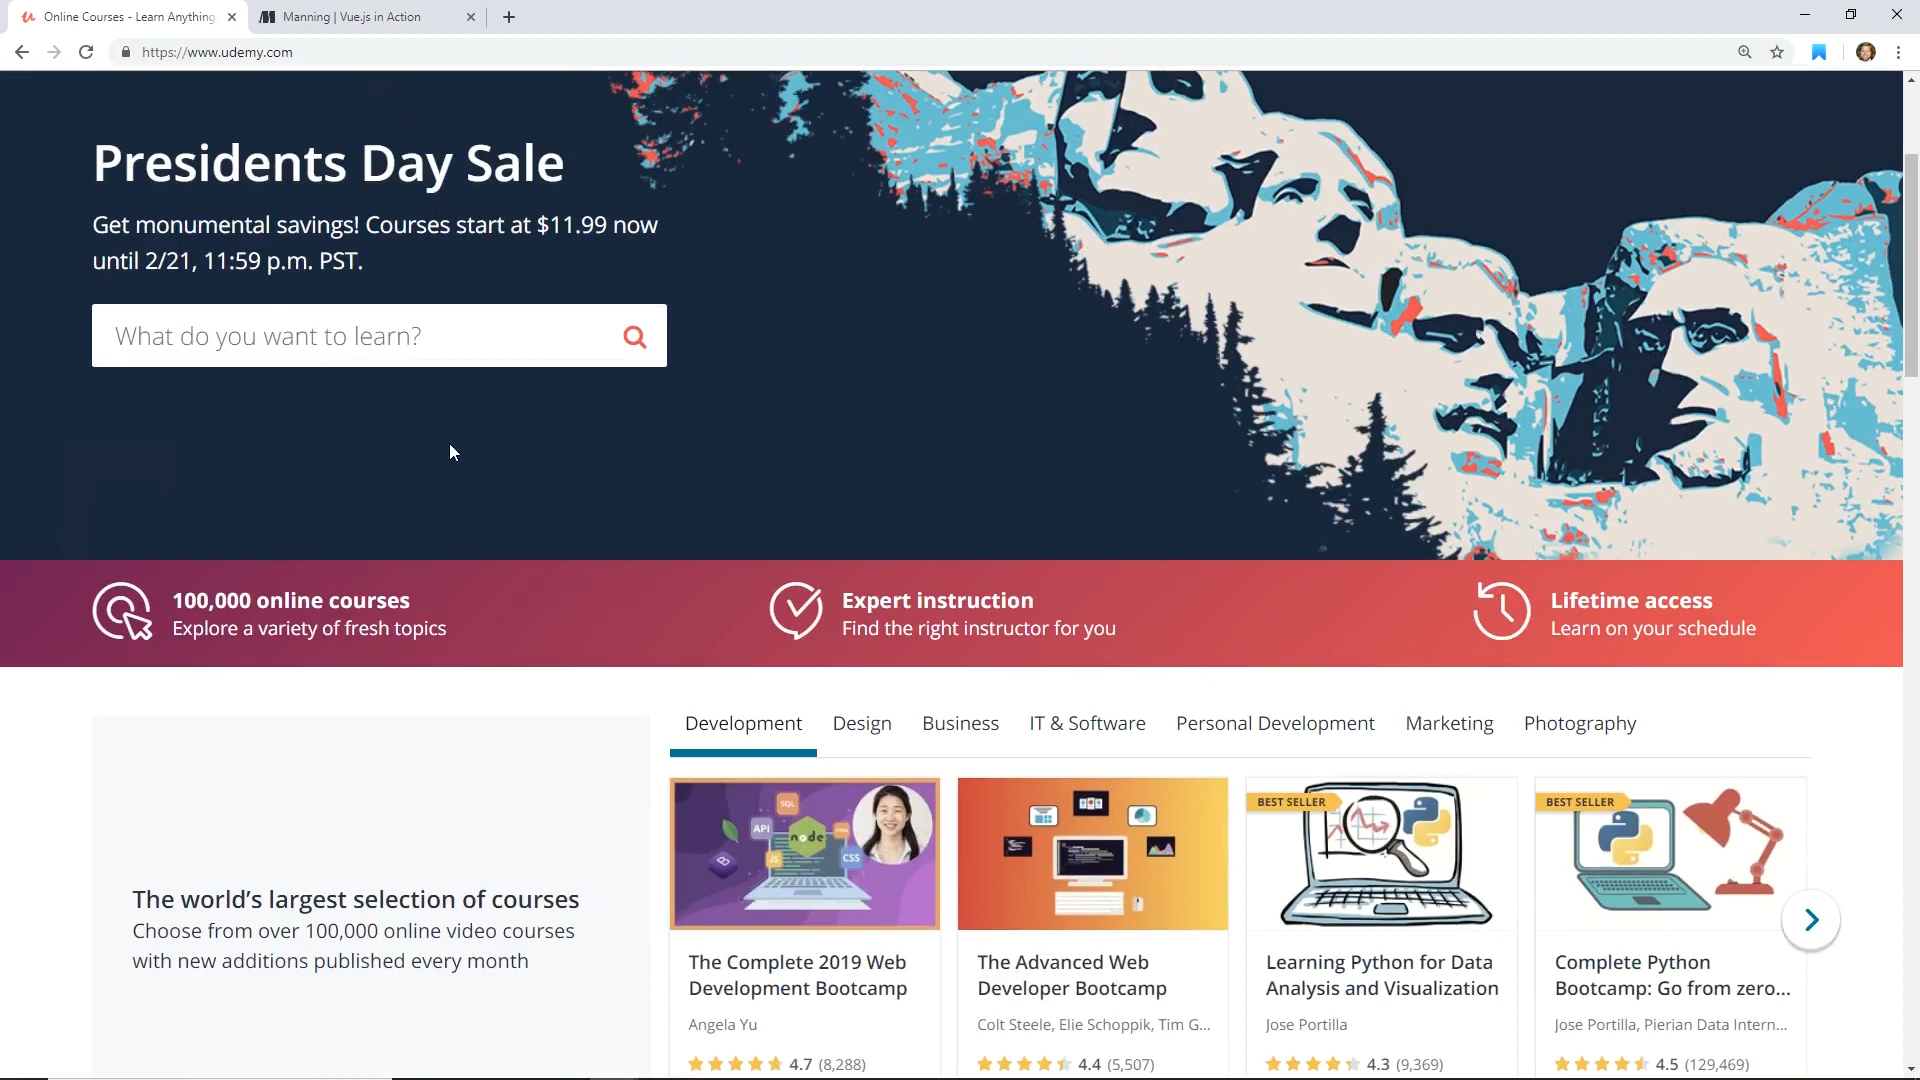 Online Courses - Learn Anything
Manning | Vue.js in Action
https://www.udemy.com
Presidents Day Sale
Get monumental savings! Courses start at $11.99 now
until 2/21, 11:59 p.m. PST.
What do you want to learn?
100,000 online courses
Explore a variety of fresh topics
Expert instruction
Find the right instructor for you
Lifetime access
Learn on your schedule
Development
Design
Business
IT & Software
Personal Development
Marketing
Photography
The world's largest selection of courses
Choose from over 100,000 online video courses
with new additions published every month
SQL
API
node
JS
CSS
BEST SELLER
BEST SELLER
The Complete 2019 Web
Development Bootcamp
Angela Yu
4.7 (8,288)
The Advanced Web
Developer Bootcamp
Colt Steele, Elie Schoppik, Tim G...
4.4 (5,507)
Learning Python for Data
Analysis and Visualization
Jose Portilla
4.3 (9,369)
Complete Python
Bootcamp: Go from zero...
Jose Portilla, Pierian Data Intern...
4.5 (129,469)